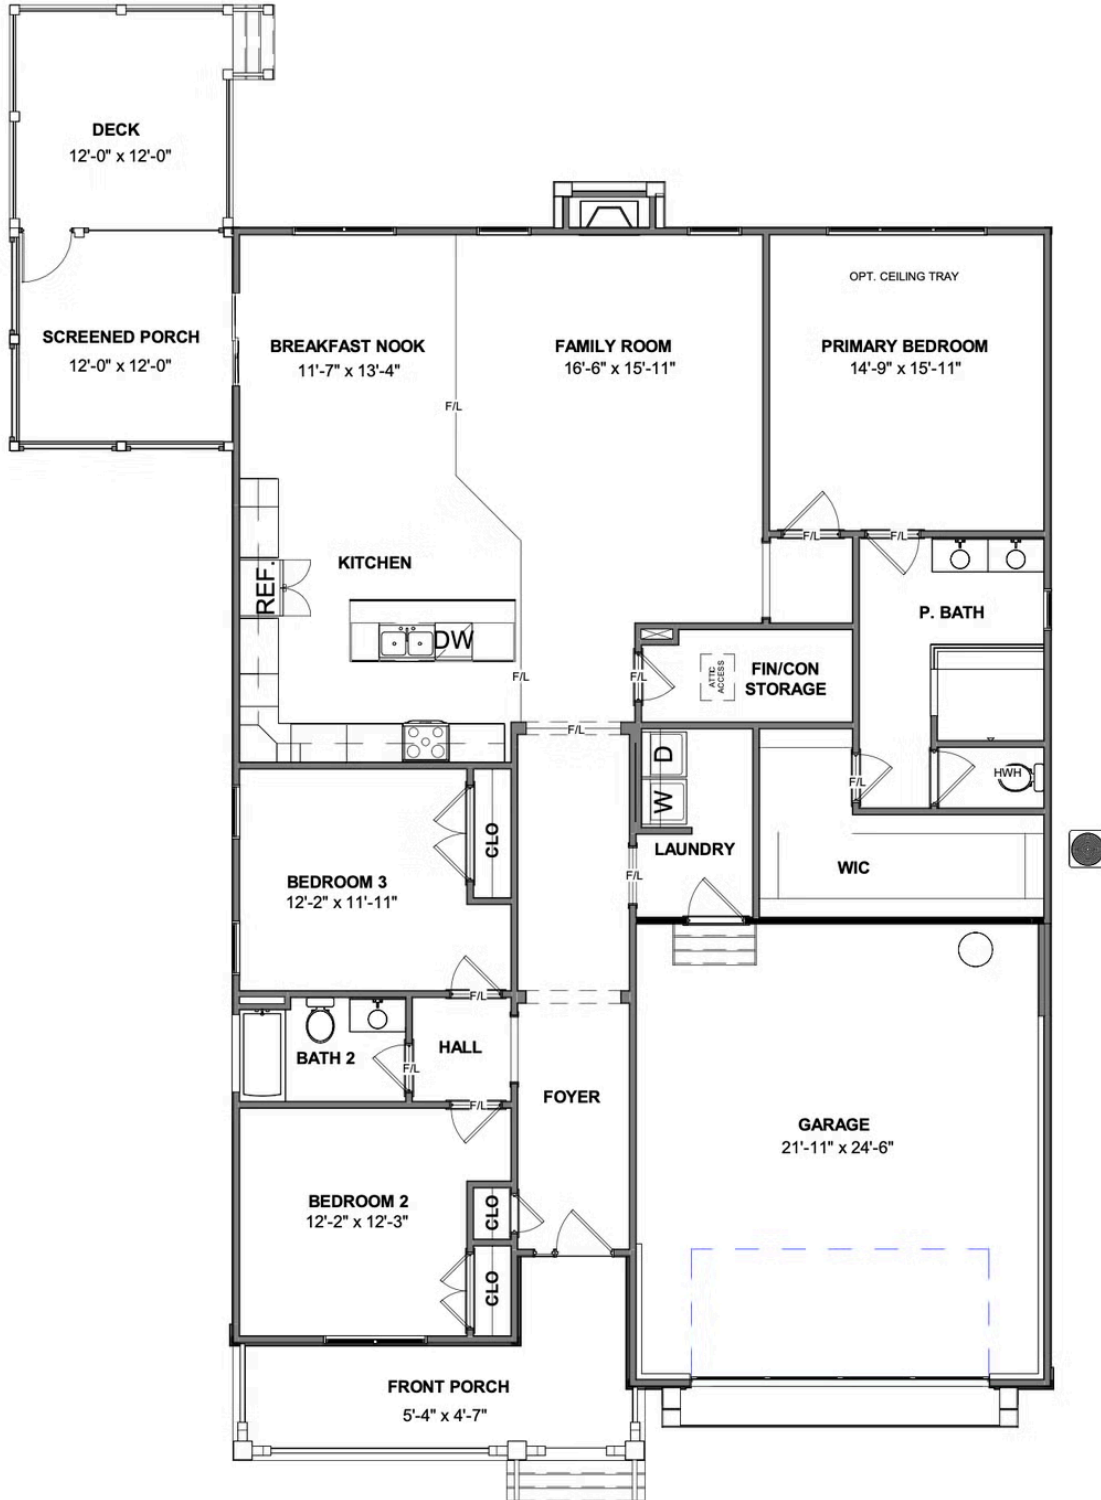 DECK
12'-0" x 12'-0"
SCREENED PORCH
12'-0" x 12'-0"
BREAKFAST NOOK
11'-7" x 13'-4"
F/L
FAMILY ROOM
16'-6" x 15'-11"
OPT. CEILING TRAY
PRIMARY BEDROOM
14'-9" x 15'-11"
F/L
F/L
KITCHEN
REF.
DW
F/L
P. BATH
F/L
ATTIC
ACCESS
FIN/CON
STORAGE
F/L
D
W
LAUNDRY
F/L
F/L
HWH
WIC
BEDROOM 3
12'-2" x 11'-11"
CLO
F/L
BATH 2
F/L
HALL
F/L
FOYER
GARAGE
21'-11" x 24'-6"
BEDROOM 2
12'-2" x 12'-3"
CLO
CLO
FRONT PORCH
5'-4" x 4'-7"